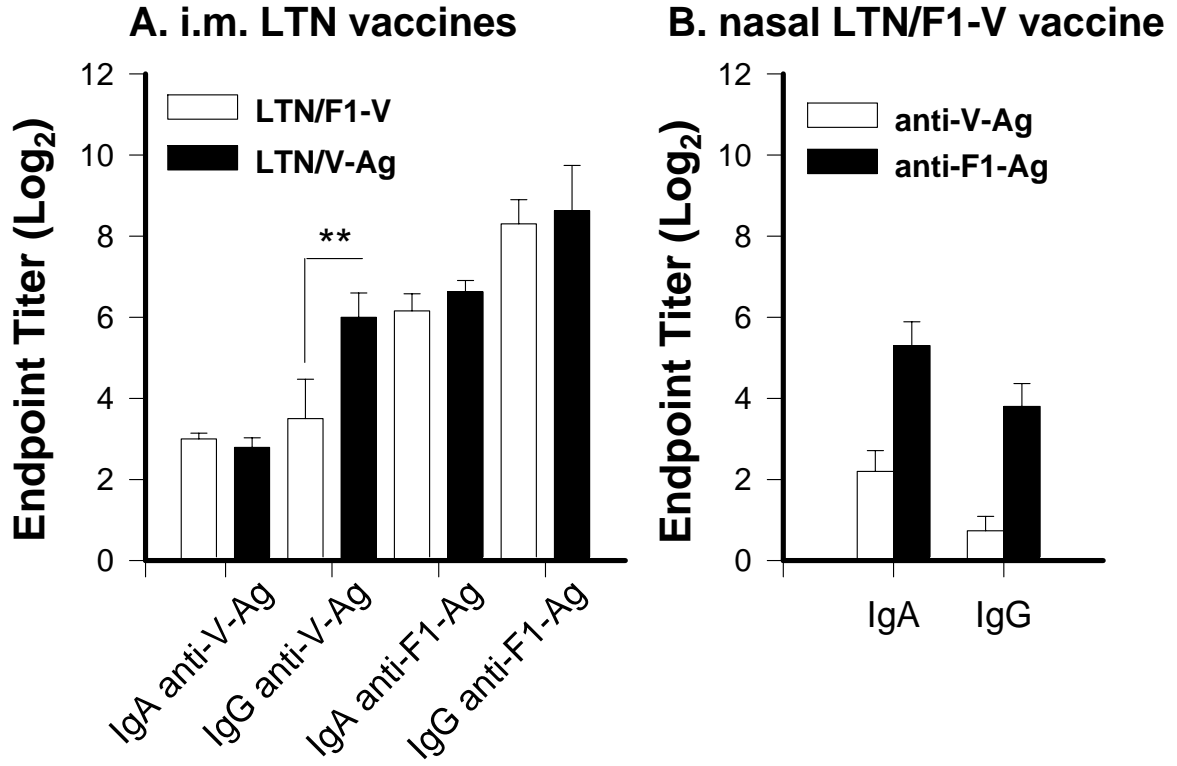 A. i.m. LTN vaccines
Endpoint Titer (Log2)
12
10
8
6
4
2
0
LTN/F1-V
LTN/V-Ag
**
IgA anti-V-Ag
IgG anti-V-Ag
IgA anti-F1-Ag
IgG anti-F1-Ag
B. nasal LTN/F1-V vaccine
Endpoint Titer (Log2)
12
10
8
6
4
2
0
anti-V-Ag
anti-F1-Ag
IgA
IgG